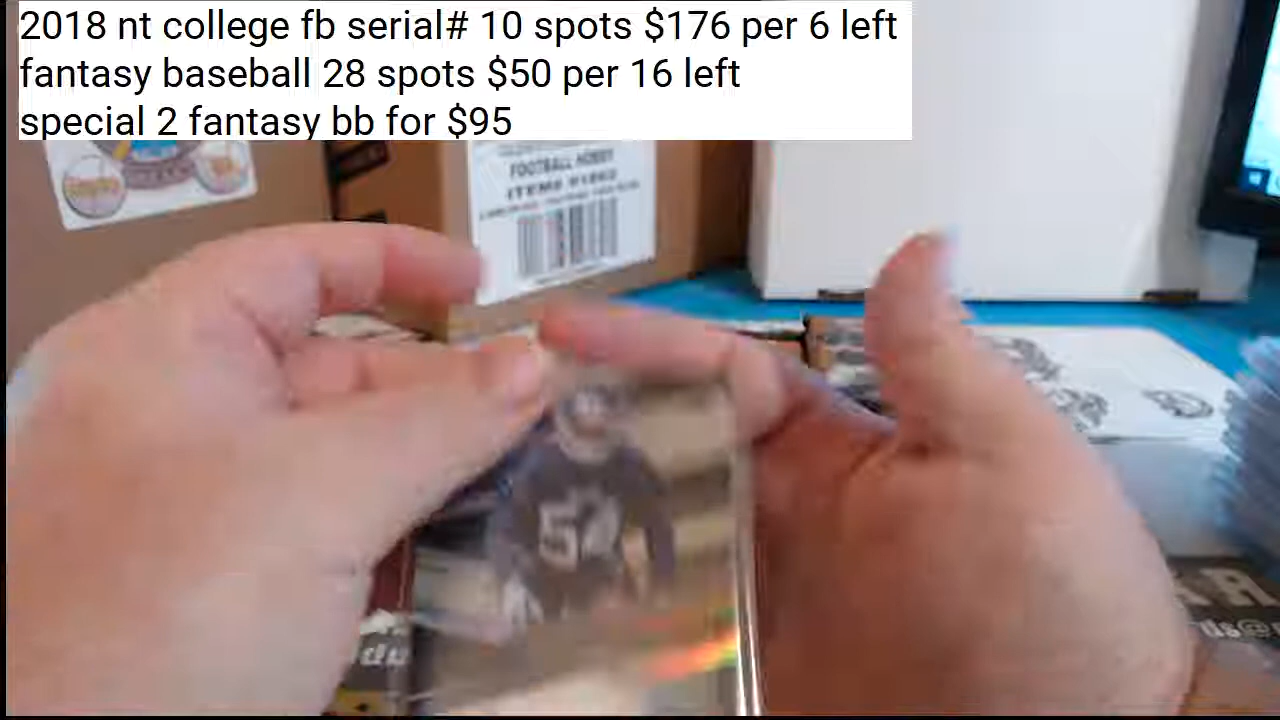 2018 nt college fb serial# 10 spots $176 per 6 left
fantasy baseball 28 spots $50 per 16 left
special 2 fantasy bb for $95
FOOTBALL HOBBY
54